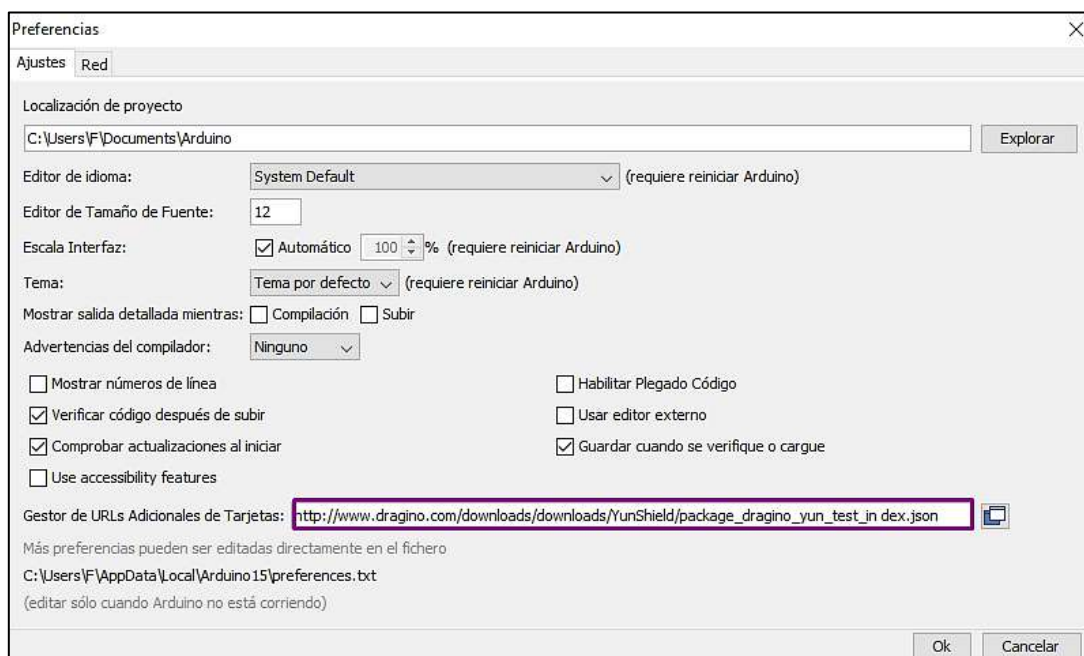 Preferencias
Ajustes Red
Localización de proyecto
C:\Users\F\Documents\Arduino Explorar
Editor de idioma: System Default (requiere reiniciar Arduino)
Editor de Tamaño de Fuente: 12
Escala Interfaz: Automático 100 % (requiere reiniciar Arduino)
Tema: Tema por defecto (requiere reiniciar Arduino)
Mostrar salida detallada mientras: Compilación Subir
Advertencias del compilador: Ninguno
Mostrar números de línea Habilitar Plegado Código
Verificar código después de subir Usar editor externo
Comprobar actualizaciones al iniciar Guardar cuando se verifique o cargue
Use accessibility features
Gestor de URLs Adicionales de Tarjetas: http://www.dragino.com/downloads/downloads/YunShield/package_dragino_yun_test_in dex.json
Más preferencias pueden ser editadas directamente en el fichero
C:\Users\F\AppData\Local\Arduino15\preferences.txt
(editar sólo cuando Arduino no está corriendo)
Ok Cancelar